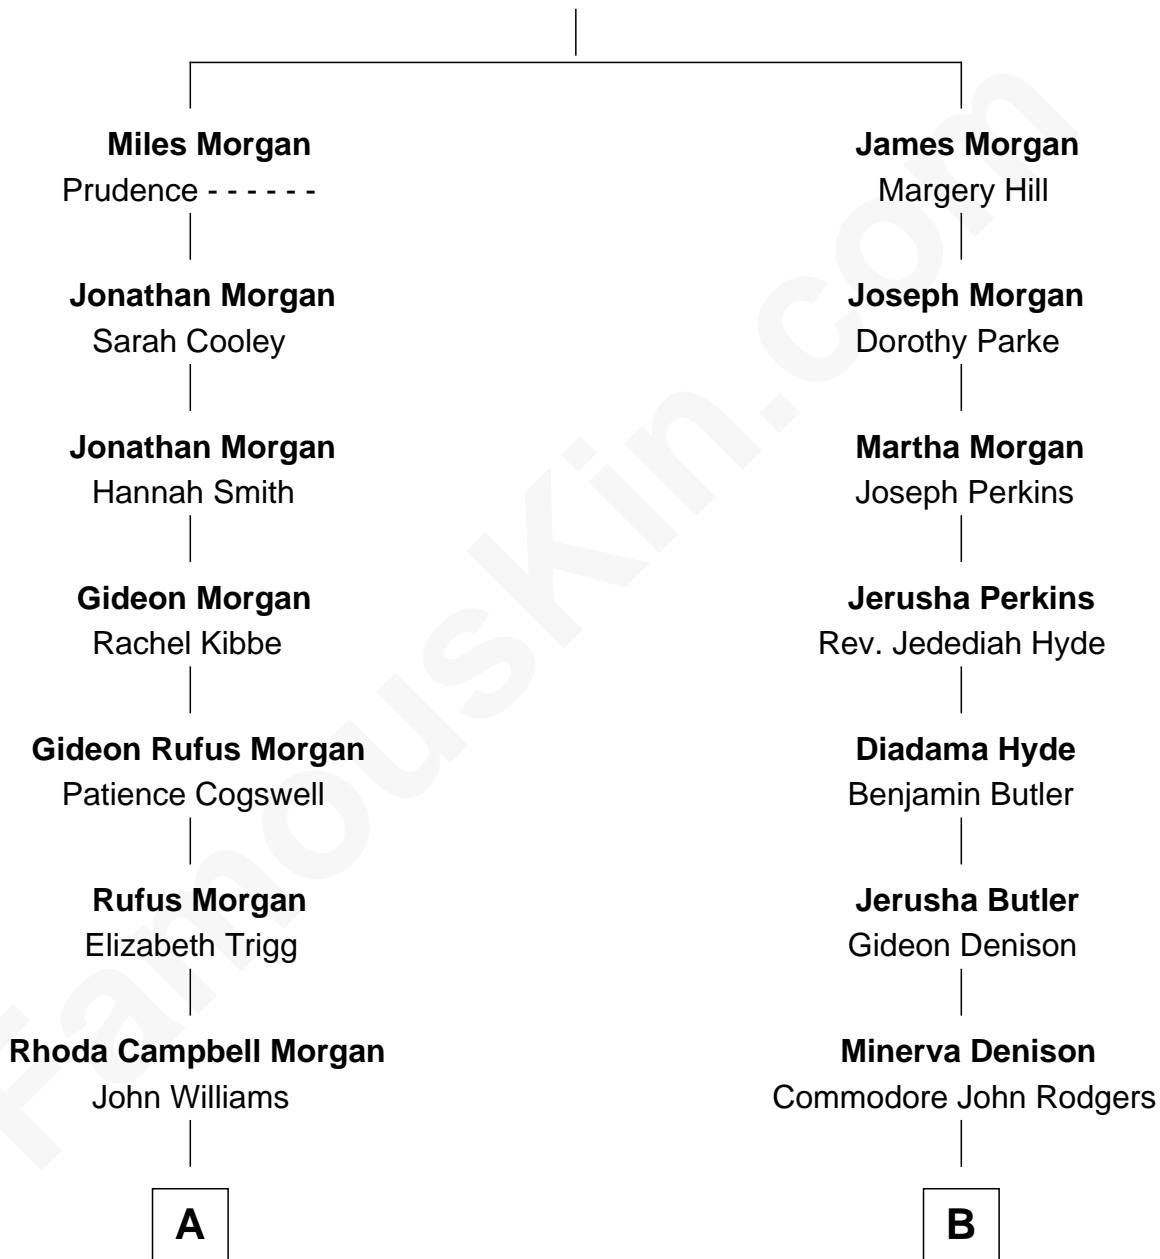 Miles Morgan
Prudence - - - - - -
Jonathan Morgan
Sarah Cooley
Jonathan Morgan
Hannah Smith
Gideon Morgan
Rachel Kibbe
Gideon Rufus Morgan
Patience Cogswell
Rufus Morgan
Elizabeth Trigg
Rhoda Campbell Morgan
John Williams
A
James Morgan
Margery Hill
Joseph Morgan
Dorothy Parke
Martha Morgan
Joseph Perkins
Jerusha Perkins
Rev. Jedediah Hyde
Diadama Hyde
Benjamin Butler
Jerusha Butler
Gideon Denison
Minerva Denison
Commodore John Rodgers
B
FamousKin.com